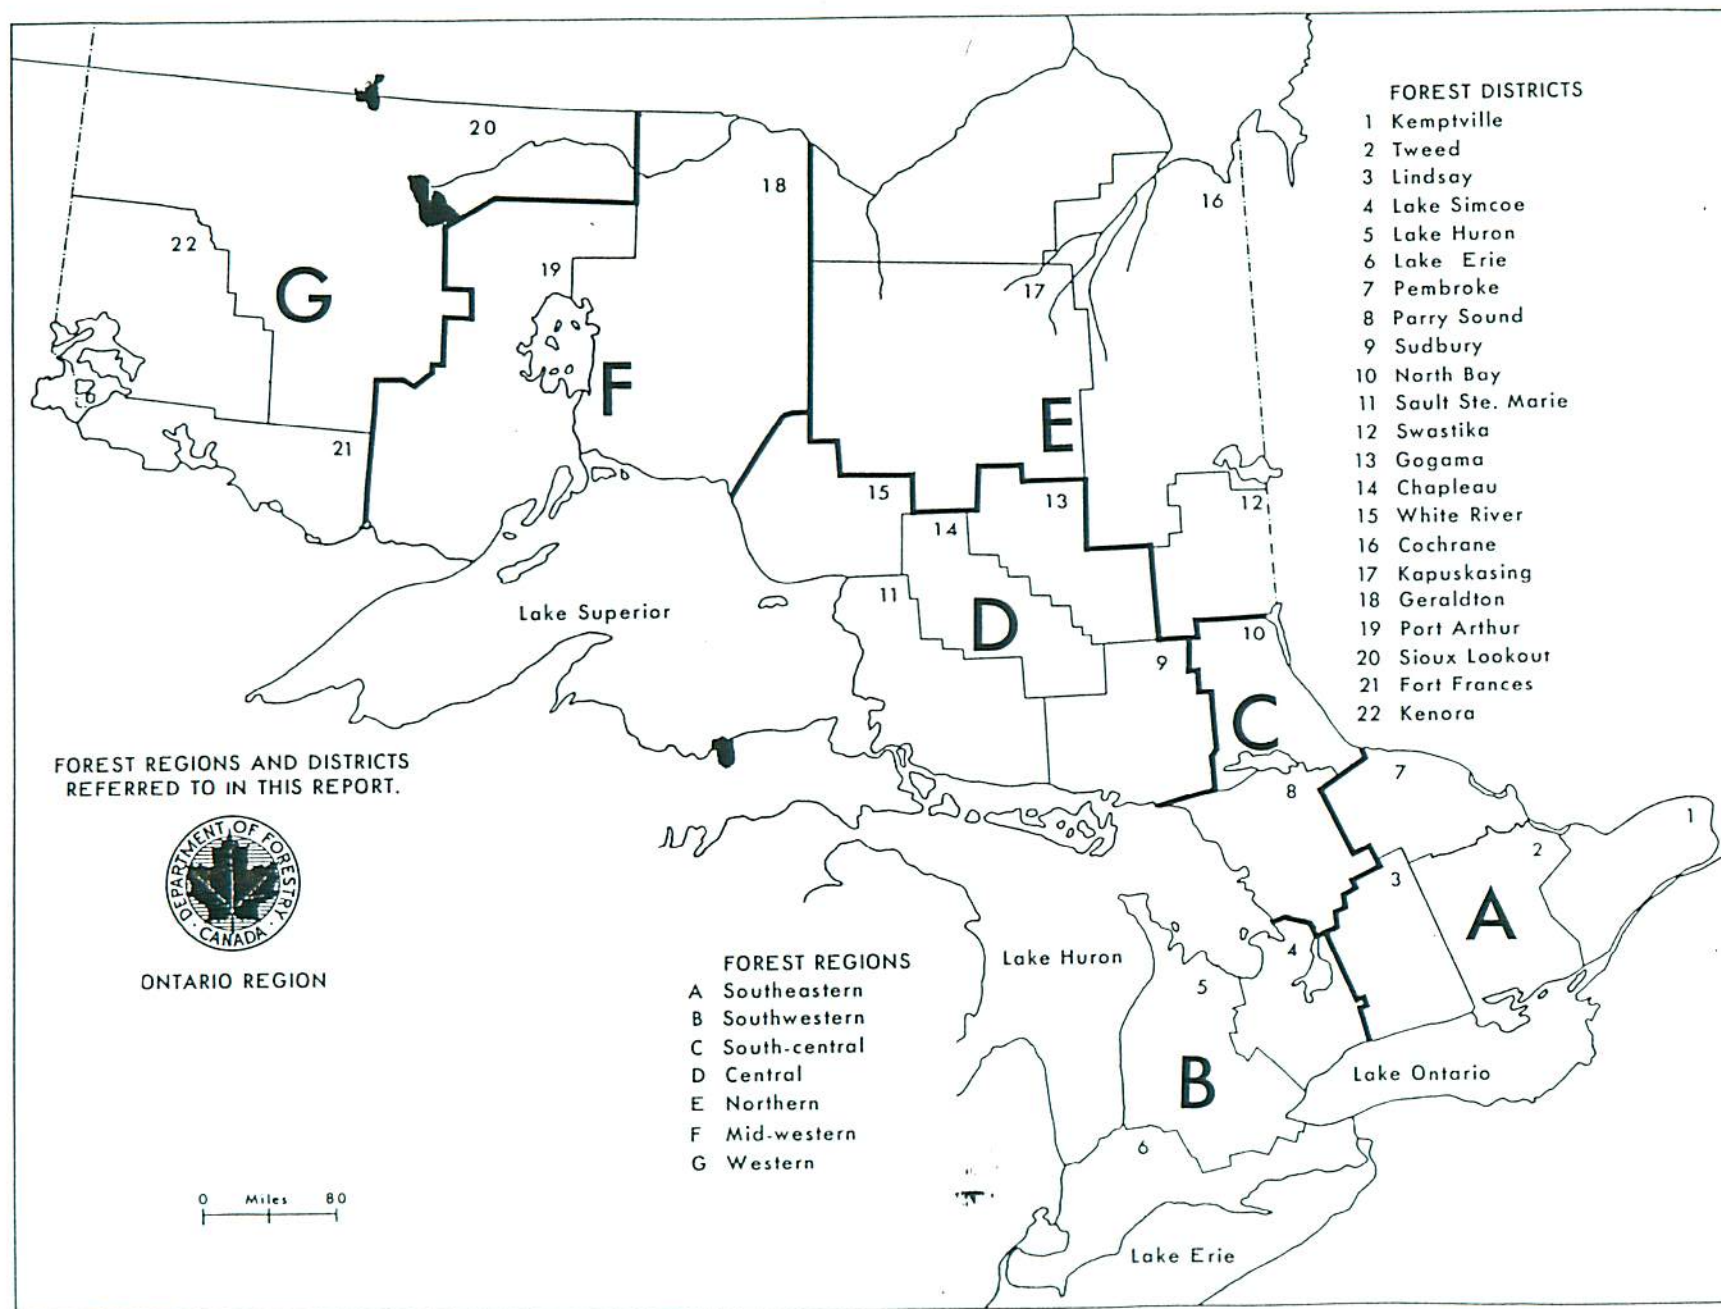 FOREST DISTRICTS
1 Kemptville
2 Tweed
3 Lindsay
4 Lake Simcoe
5 Lake Huron
6 Lake Erie
7 Pembroke
8 Parry Sound
9 Sudbury
10 North Bay
11 Sault Ste. Marie
12 Swastika
13 Gogama
14 Chapleau
15 White River
16 Cochrane
17 Kapuskasing
18 Geraldton
19 Port Arthur
20 Sioux Lookout
21 Fort Frances
22 Kenora
20
18
16
22
19
17
G
F
E
21
15
13
12
14
11
Lake Superior
D
10
9
C
7
8
1
2
3
A
4
5
Lake Huron
B
Lake Ontario
6
Lake Erie
FOREST REGIONS AND DISTRICTS
REFERRED TO IN THIS REPORT.
DEPARTMENT OF FORESTRY
CANADA
ONTARIO REGION
FOREST REGIONS
A Southeastern
B Southwestern
C South-central
D Central
E Northern
F Mid-western
G Western
0 Miles 80